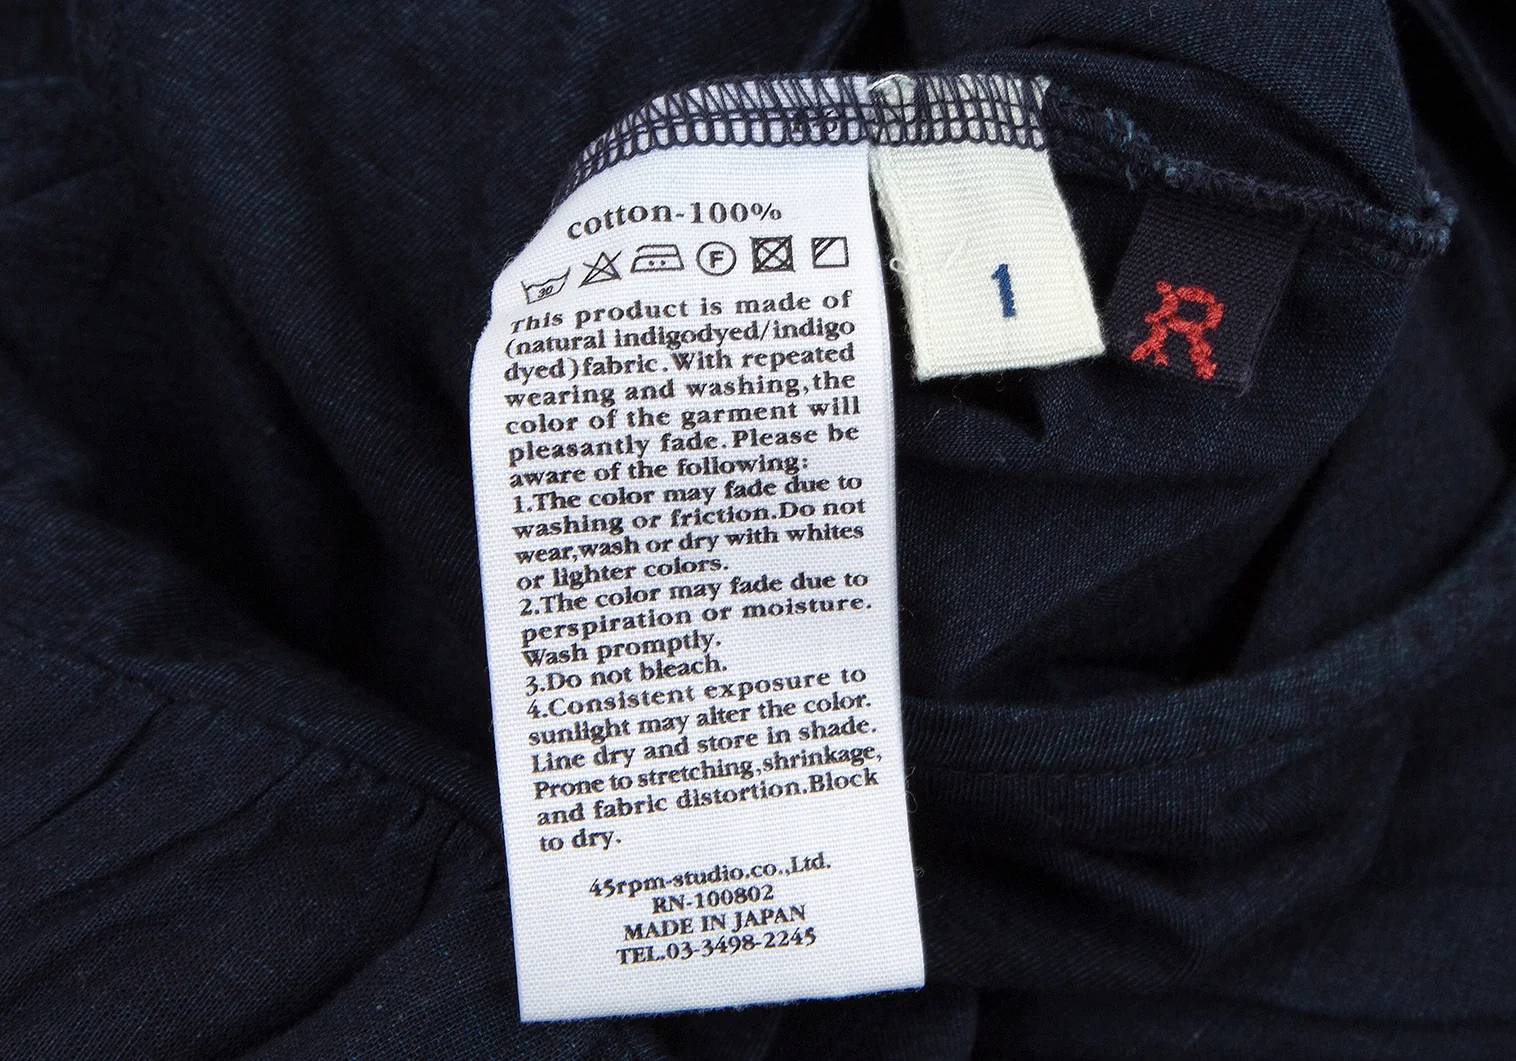 cotton-100%
30
F
This product is made of
(natural indigodyed/indigo
dyed)fabric.With repeated
wearing and washing,the
color of the garment will
pleasantly fade.Please be
aware of the following:
1.The color may fade due to
washing or friction.Do not
wear,wash or dry with whites
or lighter colors.
2.The color may fade due to
perspiration or moisture.
Wash promptly.
3.Do not bleach.
4.Consistent exposure to
sunlight may alter the color.
Line dry and store in shade.
Prone to stretching,shrinkage,
and fabric distortion.Block
to dry.
45rpm-studio.co.,Ltd.
RN-100802
MADE IN JAPAN
TEL.03-3498-2245
1
R